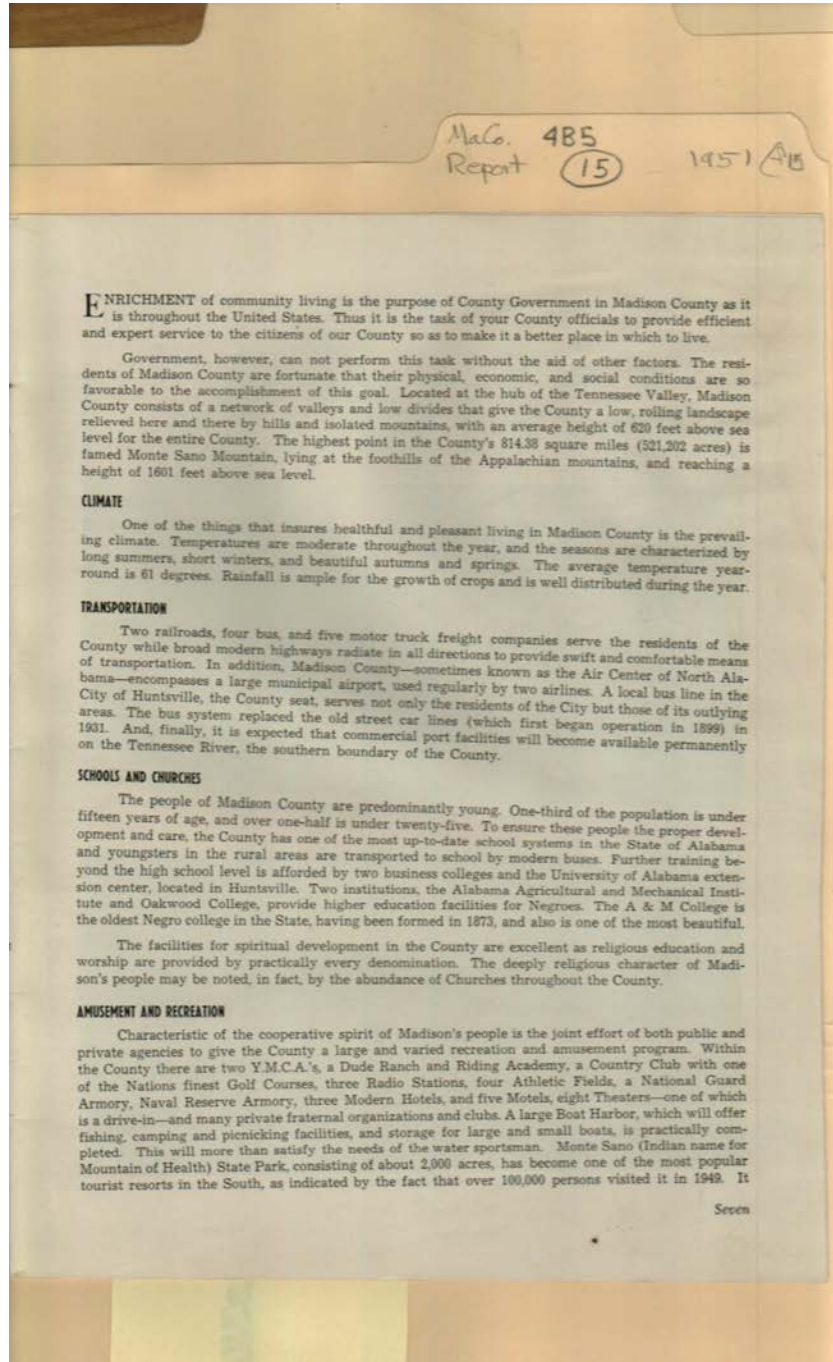 MaCo. 4B5
Report 15 1951
ENRICHMENT of community living is the purpose of County Government in Madison County as it
is throughout the United States. Thus it is the task of your County officials to provide efficient
and expert service to the citizens of our County so as to make it a better place in which to live.
Government, however, can not perform this task without the aid of other factors. The resi-
dents of Madison County are fortunate that their physical, economic, and social conditions are so
favorable to the accomplishment of this goal. Located at the hub of the Tennessee Valley, Madison
County consists of a network of valleys and low divides that give the County a low, rolling landscape
relieved here and there by hills and isolated mountains, with an average height of 620 feet above sea
level for the entire County. The highest point in the County's 814.38 square miles (521,202 acres) is
famed Monte Sano Mountain, lying at the foothills of the Appalachian mountains, and reaching a
height of 1601 feet above sea level.
CLIMATE
One of the things that insures healthful and pleasant living in Madison County is the prevail-
ing climate. Temperatures are moderate throughout the year, and the seasons are characterized by
long summers, short winters, and beautiful autumns and springs. The average temperature year-
round is 61 degrees. Rainfall is ample for the growth of crops and is well distributed during the year.
TRANSPORTATION
Two railroads, four bus, and five motor truck freight companies serve the residents of the
County while broad modern highways radiate in all directions to provide swift and comfortable means
of transportation. In addition, Madison County—sometimes known as the Air Center of North Ala-
bama—encompasses a large municipal airport, used regularly by two airlines. A local bus line in the
City of Huntsville, the County seat, serves not only the residents of the City but those of its outlying
areas. The bus system replaced the old street car lines (which first began operation in 1899) in
1931. And, finally, it is expected that commercial port facilities will become available permanently
on the Tennessee River, the southern boundary of the County.
SCHOOLS AND CHURCHES
The people of Madison County are predominantly young. One-third of the population is under
fifteen years of age, and over one-half is under twenty-five. To ensure these people the proper devel-
opment and care, the County has one of the most up-to-date school systems in the State of Alabama
and youngsters in the rural areas are transported to school by modern buses. Further training be-
yond the high school level is afforded by two business colleges and the University of Alabama exten-
sion center, located in Huntsville. Two institutions, the Alabama Agricultural and Mechanical Insti-
tute and Oakwood College, provide higher education facilities for Negroes. The A & M College is
the oldest Negro college in the State, having been formed in 1873, and also is one of the most beautiful.
The facilities for spiritual development in the County are excellent as religious education and
worship are provided by practically every denomination. The deeply religious character of Madi-
son's people may be noted, in fact, by the abundance of Churches throughout the County.
AMUSEMENT AND RECREATION
Characteristic of the cooperative spirit of Madison's people is the joint effort of both public and
private agencies to give the County a large and varied recreation and amusement program. Within
the County there are two Y.M.C.A.'s, a Dude Ranch and Riding Academy, a Country Club with one
of the Nations finest Golf Courses, three Radio Stations, four Athletic Fields, a National Guard
Armory, Naval Reserve Armory, three Modern Hotels, and five Motels, eight Theaters—one of which
is a drive-in—and many private fraternal organizations and clubs. A large Boat Harbor, which will offer
fishing, camping and picnicking facilities, and storage for large and small boats, is practically com-
pleted. This will more than satisfy the needs of the water sportsman. Monte Sano (Indian name for
Mountain of Health) State Park, consisting of about 2,000 acres, has become one of the most popular
tourist resorts in the South, as indicated by the fact that over 100,000 persons visited it in 1949. It
Seven